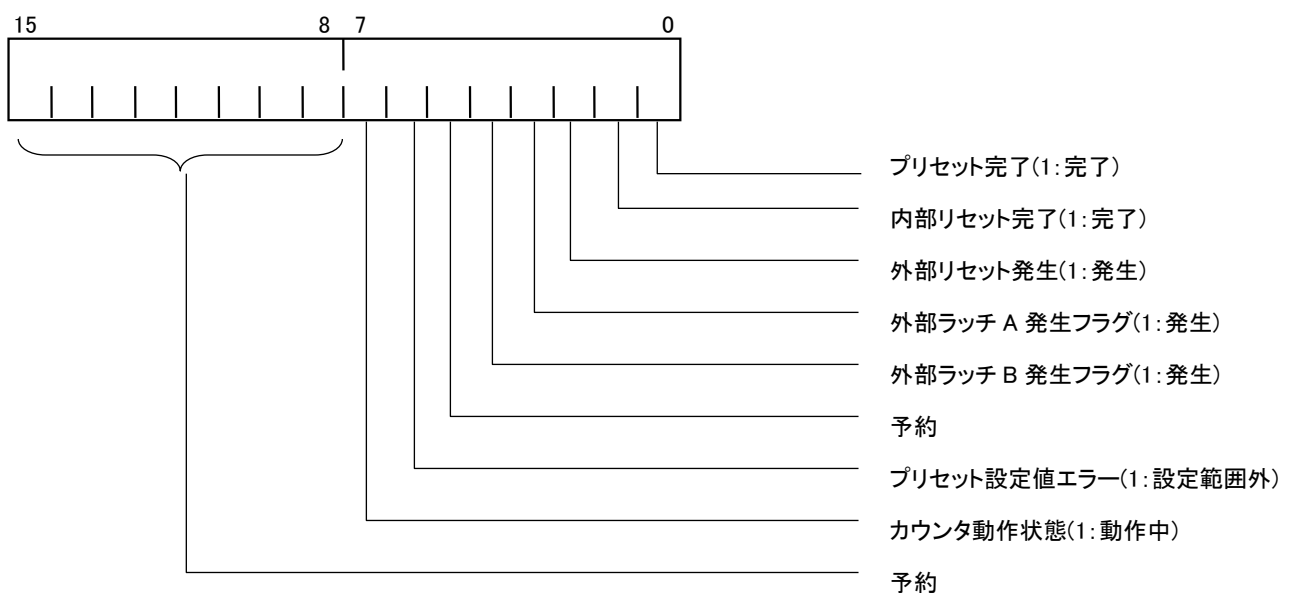 15 8 7 0
プリセット完了(1:完了)
内部リセット完了(1:完了)
外部リセット発生(1:発生)
外部ラッチ A 発生フラグ(1:発生)
外部ラッチ B 発生フラグ(1:発生)
予約
プリセット設定値エラー(1:設定範囲外)
カウンタ動作状態(1:動作中)
予約